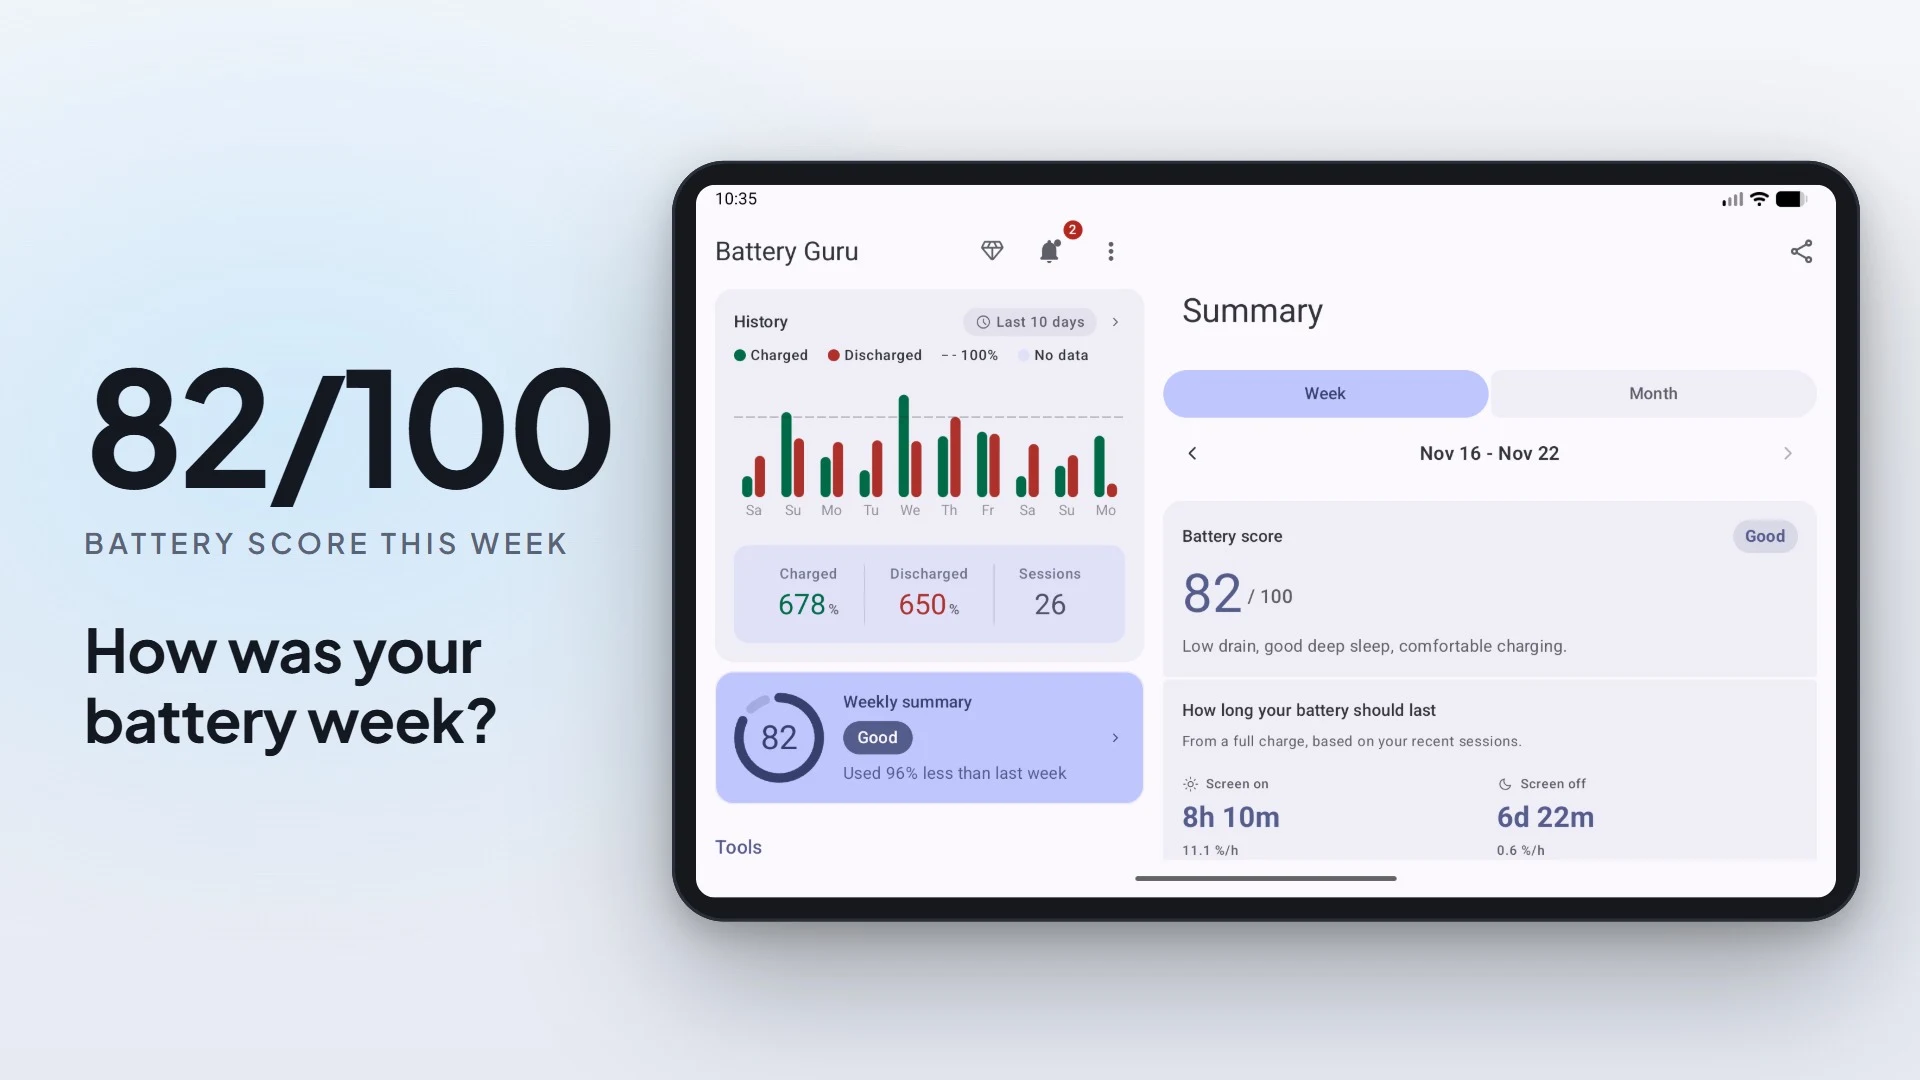 82/100
BATTERY SCORE THIS WEEK
How was your
battery week?
10:35
Battery Guru
2
History
Last 10 days
Charged
Discharged
-- 100%
No data
Sa Su Mo Tu We Th Fr Sa Su Mo
Charged Discharged Sessions
678% 650% 26
82
Weekly summary
Good
Used 96% less than last week
Tools
Summary
Week Month
Nov 16 - Nov 22
Battery score
Good
82 / 100
Low drain, good deep sleep, comfortable charging.
How long your battery should last
From a full charge, based on your recent sessions.
Screen on Screen off
8h 10m 6d 22m
11.1 %/h 0.6 %/h